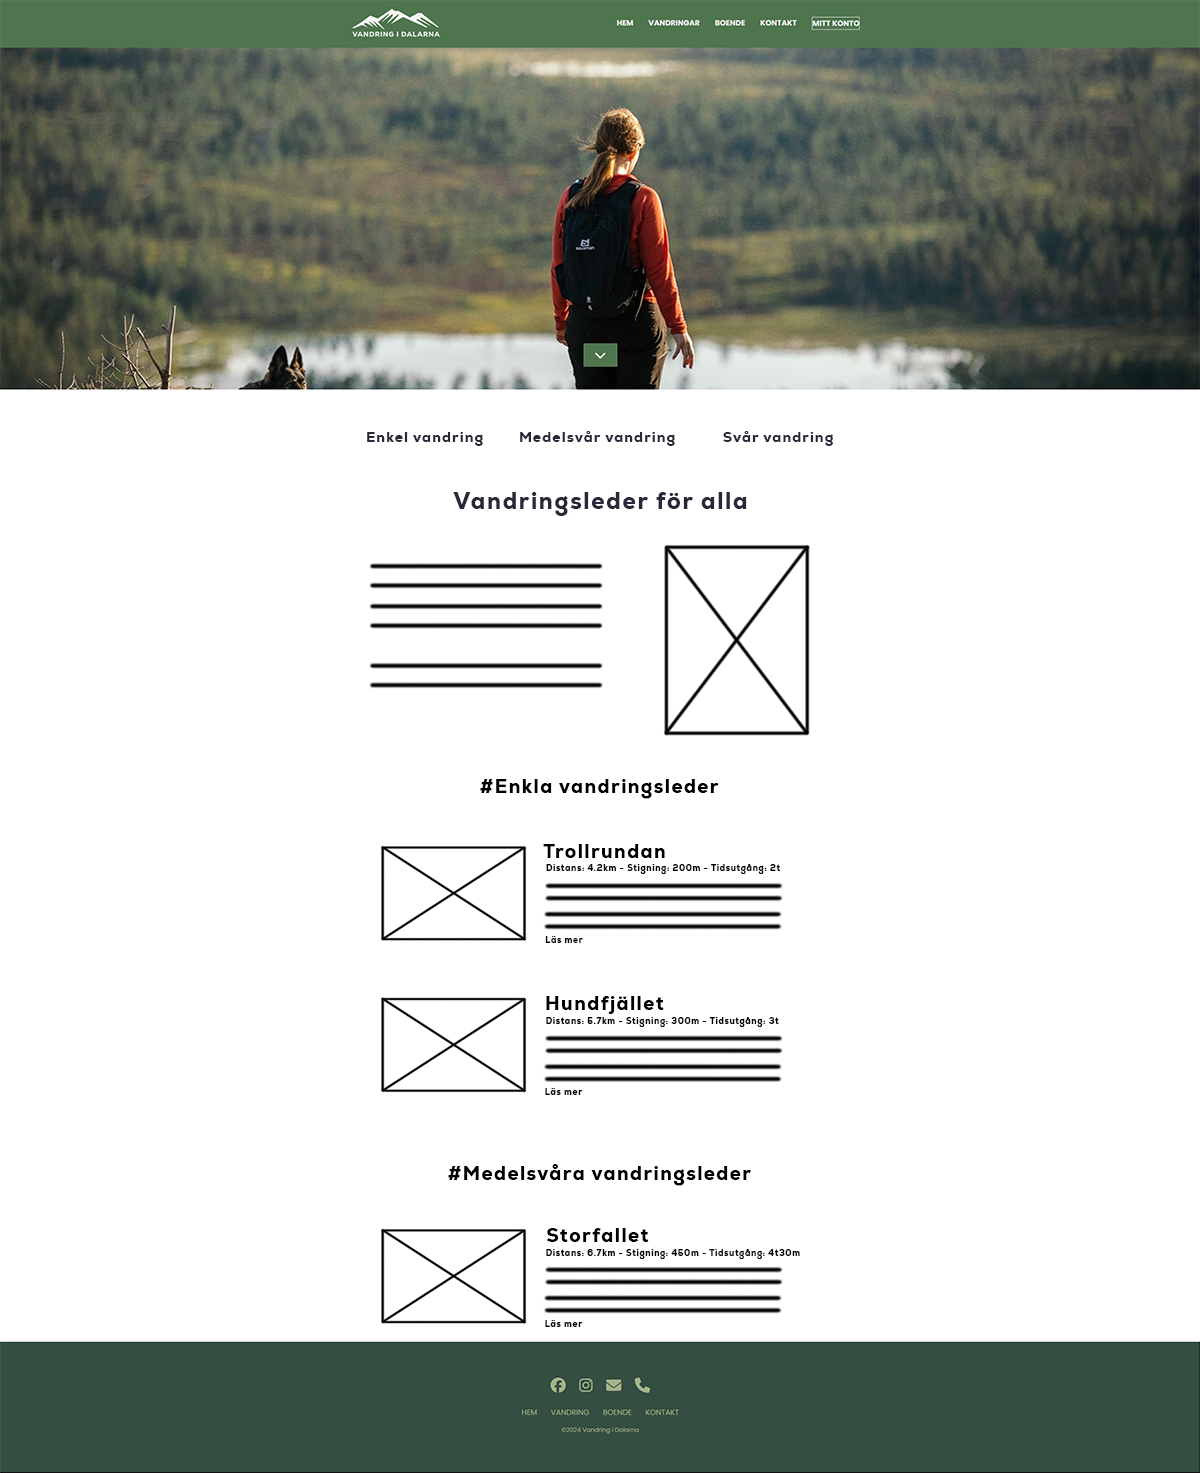 VANDRING I DALARNA
HEM VANDRINGAR BOENDE KONTAKT MITT KONTO
SALOMON
Enkel vandring Medelsvår vandring Svår vandring
Vandringsleder för alla
#Enkla vandringsleder
Trollrundan
Distans: 4.2km - Stigning: 200m - Tidsutgång: 2t
Läs mer
Hundfjället
Distans: 5.7km - Stigning: 300m - Tidsutgång: 3t
Läs mer
#Medelsvåra vandringsleder
Storfallet
Distans: 6.7km - Stigning: 450m - Tidsutgång: 4t30m
Läs mer
HEM VANDRING BOENDE KONTAKT
©2024 Vandring i Dalarna